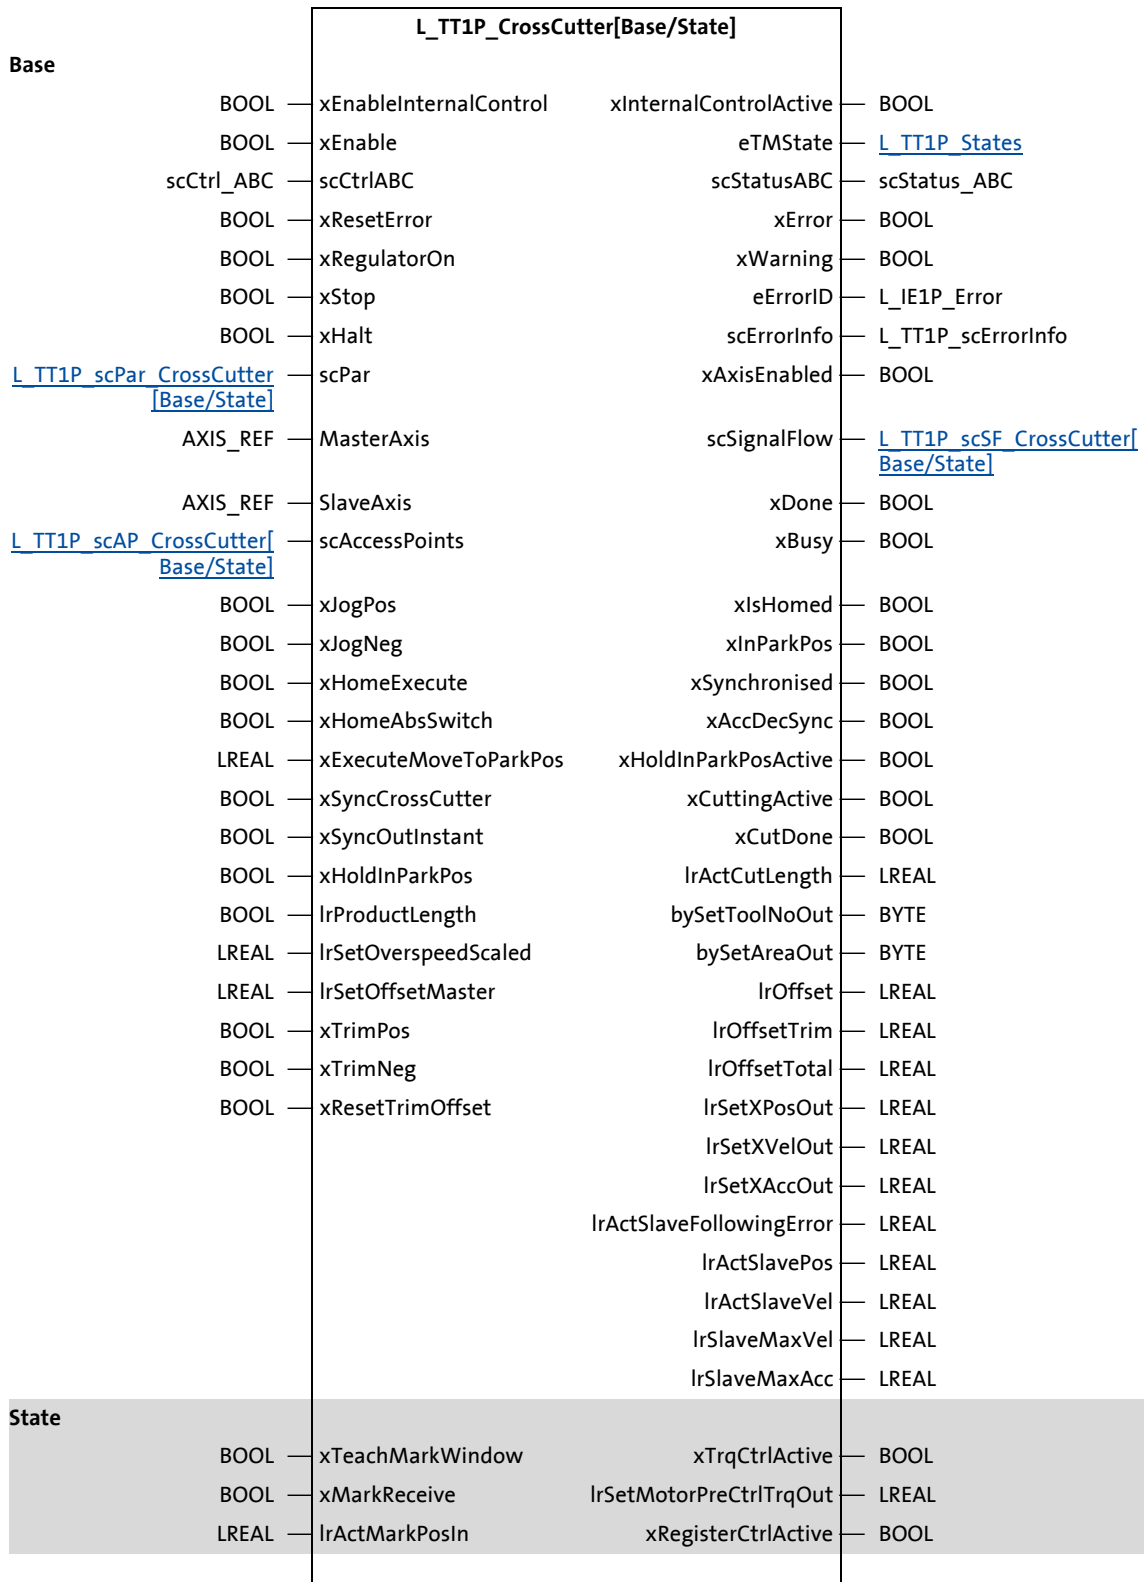 L_TT1P_CrossCutter[Base/State]
Base
BOOL xEnableInternalControl xInternalControlActive BOOL
BOOL xEnable eTMState L_TT1P_States
scCtrl_ABC scCtrlABC scStatusABC scStatus_ABC
BOOL xResetError xError BOOL
BOOL xRegulatorOn xWarning BOOL
BOOL xStop eErrorID L_IE1P_Error
BOOL xHalt scErrorInfo L_TT1P_scErrorInfo
L_TT1P_scPar_CrossCutter scPar xAxisEnabled BOOL
[Base/State]
AXIS_REF MasterAxis scSignalFlow L_TT1P_scSF_CrossCutter[
Base/State]
AXIS_REF SlaveAxis xDone BOOL
L_TT1P_scAP_CrossCutter[ scAccessPoints xBusy BOOL
Base/State]
BOOL xJogPos xIsHomed BOOL
BOOL xJogNeg xInParkPos BOOL
BOOL xHomeExecute xSynchronised BOOL
BOOL xHomeAbsSwitch xAccDecSync BOOL
LREAL xExecuteMoveToParkPos xHoldInParkPosActive BOOL
BOOL xSyncCrossCutter xCuttingActive BOOL
BOOL xSyncOutInstant xCutDone BOOL
BOOL xHoldInParkPos lrActCutLength LREAL
BOOL lrProductLength bySetToolNoOut BYTE
LREAL lrSetOverspeedScaled bySetAreaOut BYTE
LREAL lrSetOffsetMaster lrOffset LREAL
BOOL xTrimPos lrOffsetTrim LREAL
BOOL xTrimNeg lrOffsetTotal LREAL
BOOL xResetTrimOffset lrSetXPosOut LREAL
lrSetXVelOut LREAL
lrSetXAccOut LREAL
lrActSlaveFollowingError LREAL
lrActSlavePos LREAL
lrActSlaveVel LREAL
lrSlaveMaxVel LREAL
lrSlaveMaxAcc LREAL
State
BOOL xTeachMarkWindow xTrqCtrlActive BOOL
BOOL xMarkReceive lrSetMotorPreCtrlTrqOut LREAL
LREAL lrActMarkPosIn xRegisterCtrlActive BOOL